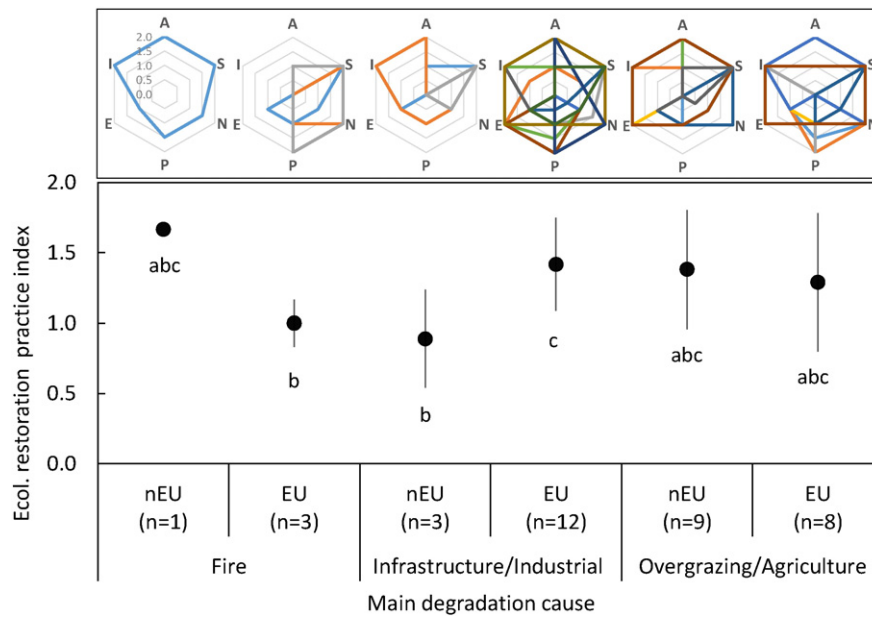 A A A A A A
2.0
I S I S I S I S I S I S
1.5
1.0
0.5
0.0
E N E N E N E N E N E N
P P P P P P
Ecol. restoration practice index
2.0
1.5
1.0
0.5
0.0
abc
b
b
c
abc
abc
nEU EU nEU EU nEU EU
(n=1) (n=3) (n=3) (n=12) (n=9) (n=8)
Fire Infrastructure/Industrial Overgrazing/Agriculture
Main degradation cause